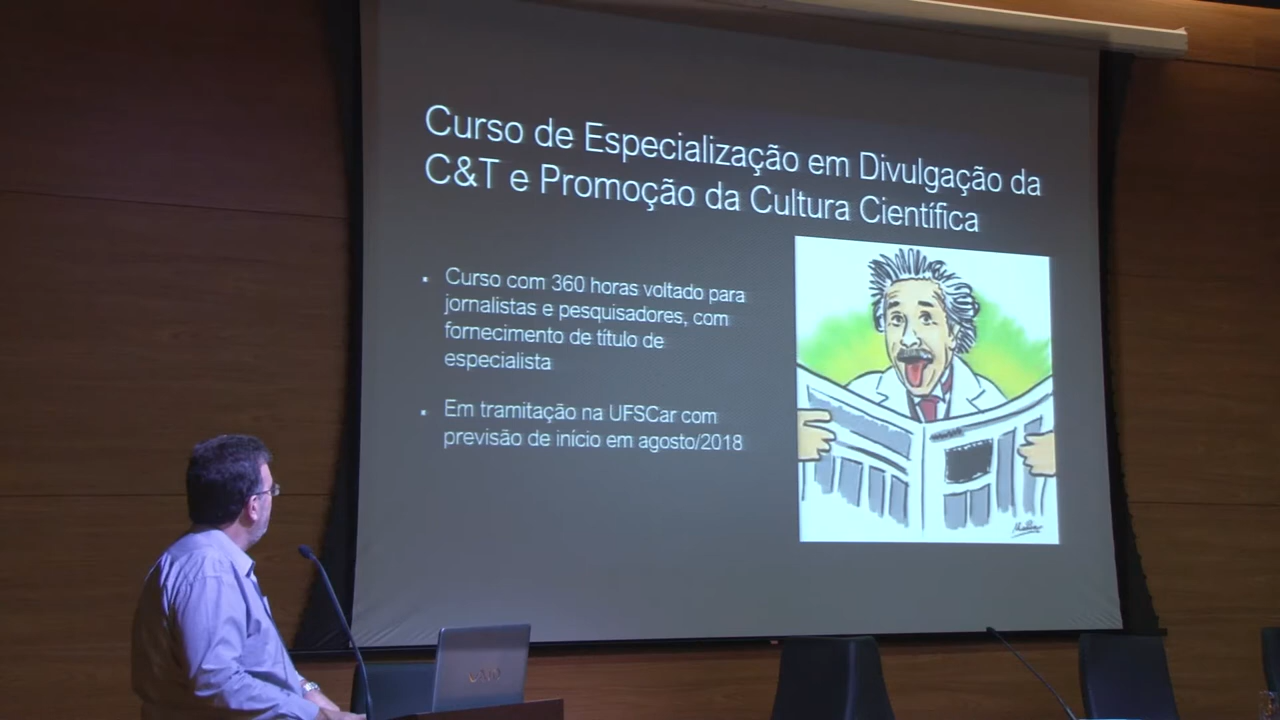 Curso de Especialização em Divulgação da
C&T e Promoção da Cultura Científica
▪ Curso com 360 horas voltado para
jornalistas e pesquisadores, com
fornecimento de título de
especialista
▪ Em tramitação na UFSCar com
previsão de início em agosto/2018
VAIO